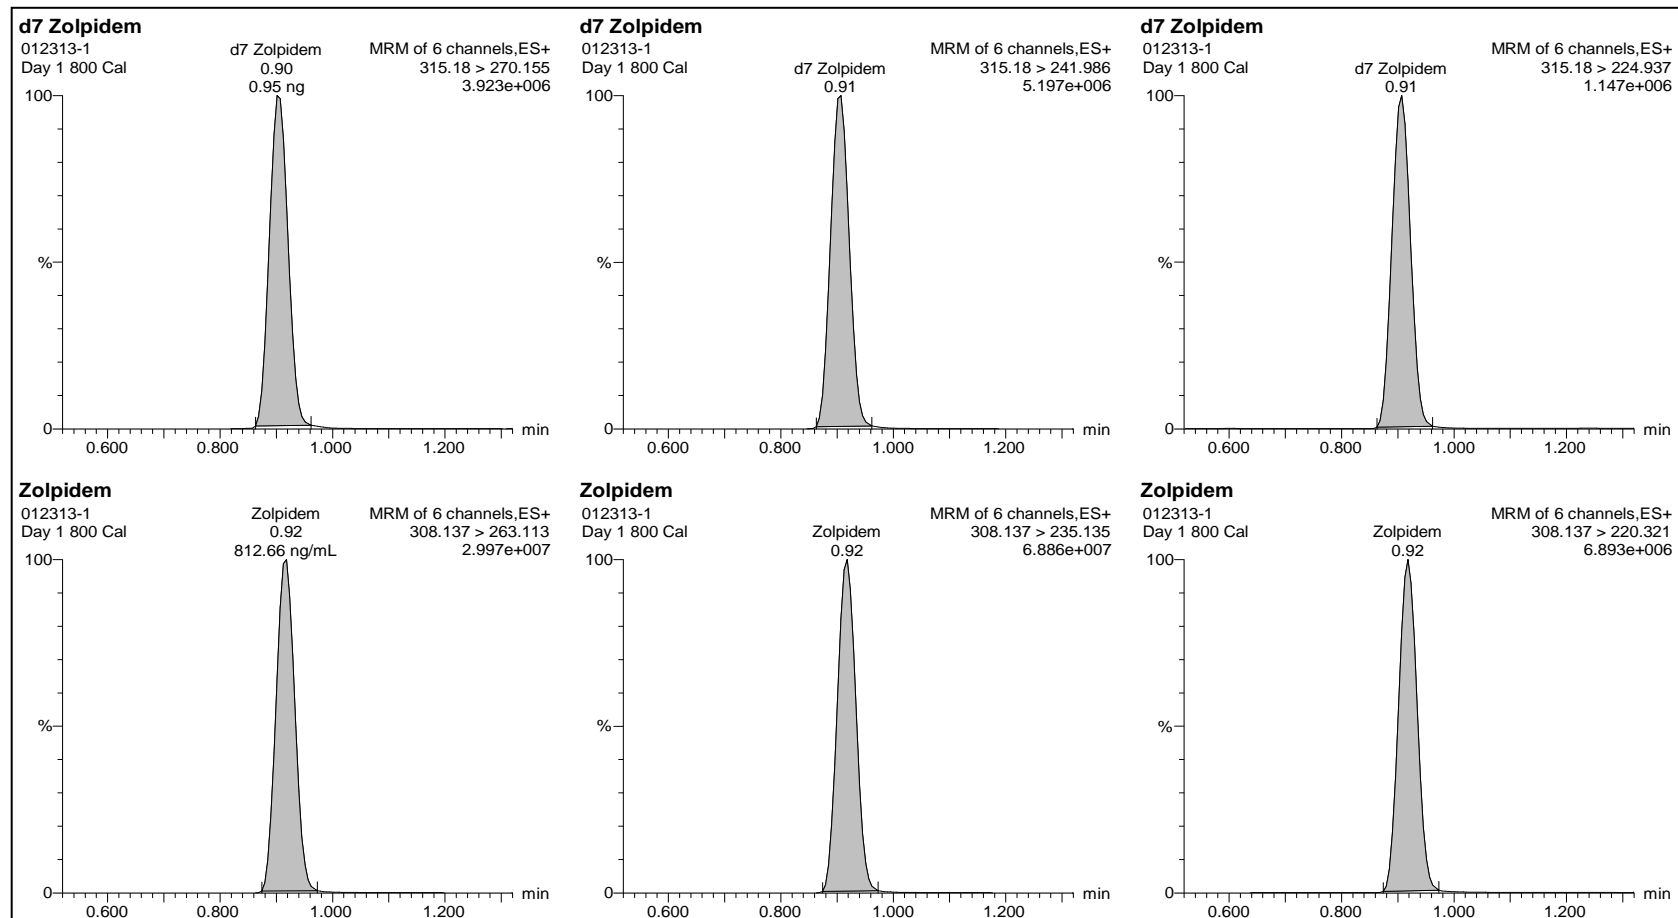 d7 Zolpidem
012313-1
Day 1 800 Cal
d7 Zolpidem
0.90
0.95 ng
MRM of 6 channels,ES+
315.18 > 270.155
3.923e+006
100
%
0
0.600 0.800 1.000 1.200
min
d7 Zolpidem
012313-1
Day 1 800 Cal
d7 Zolpidem
0.91
MRM of 6 channels,ES+
315.18 > 241.986
5.197e+006
100
%
0
0.600 0.800 1.000 1.200
min
d7 Zolpidem
012313-1
Day 1 800 Cal
d7 Zolpidem
0.91
MRM of 6 channels,ES+
315.18 > 224.937
1.147e+006
100
%
0
0.600 0.800 1.000 1.200
min
Zolpidem
012313-1
Day 1 800 Cal
Zolpidem
0.92
812.66 ng/mL
MRM of 6 channels,ES+
308.137 > 263.113
2.997e+007
100
%
0
0.600 0.800 1.000 1.200
min
Zolpidem
012313-1
Day 1 800 Cal
Zolpidem
0.92
MRM of 6 channels,ES+
308.137 > 235.135
6.886e+007
100
%
0
0.600 0.800 1.000 1.200
min
Zolpidem
012313-1
Day 1 800 Cal
Zolpidem
0.92
MRM of 6 channels,ES+
308.137 > 220.321
6.893e+006
100
%
0
0.600 0.800 1.000 1.200
min